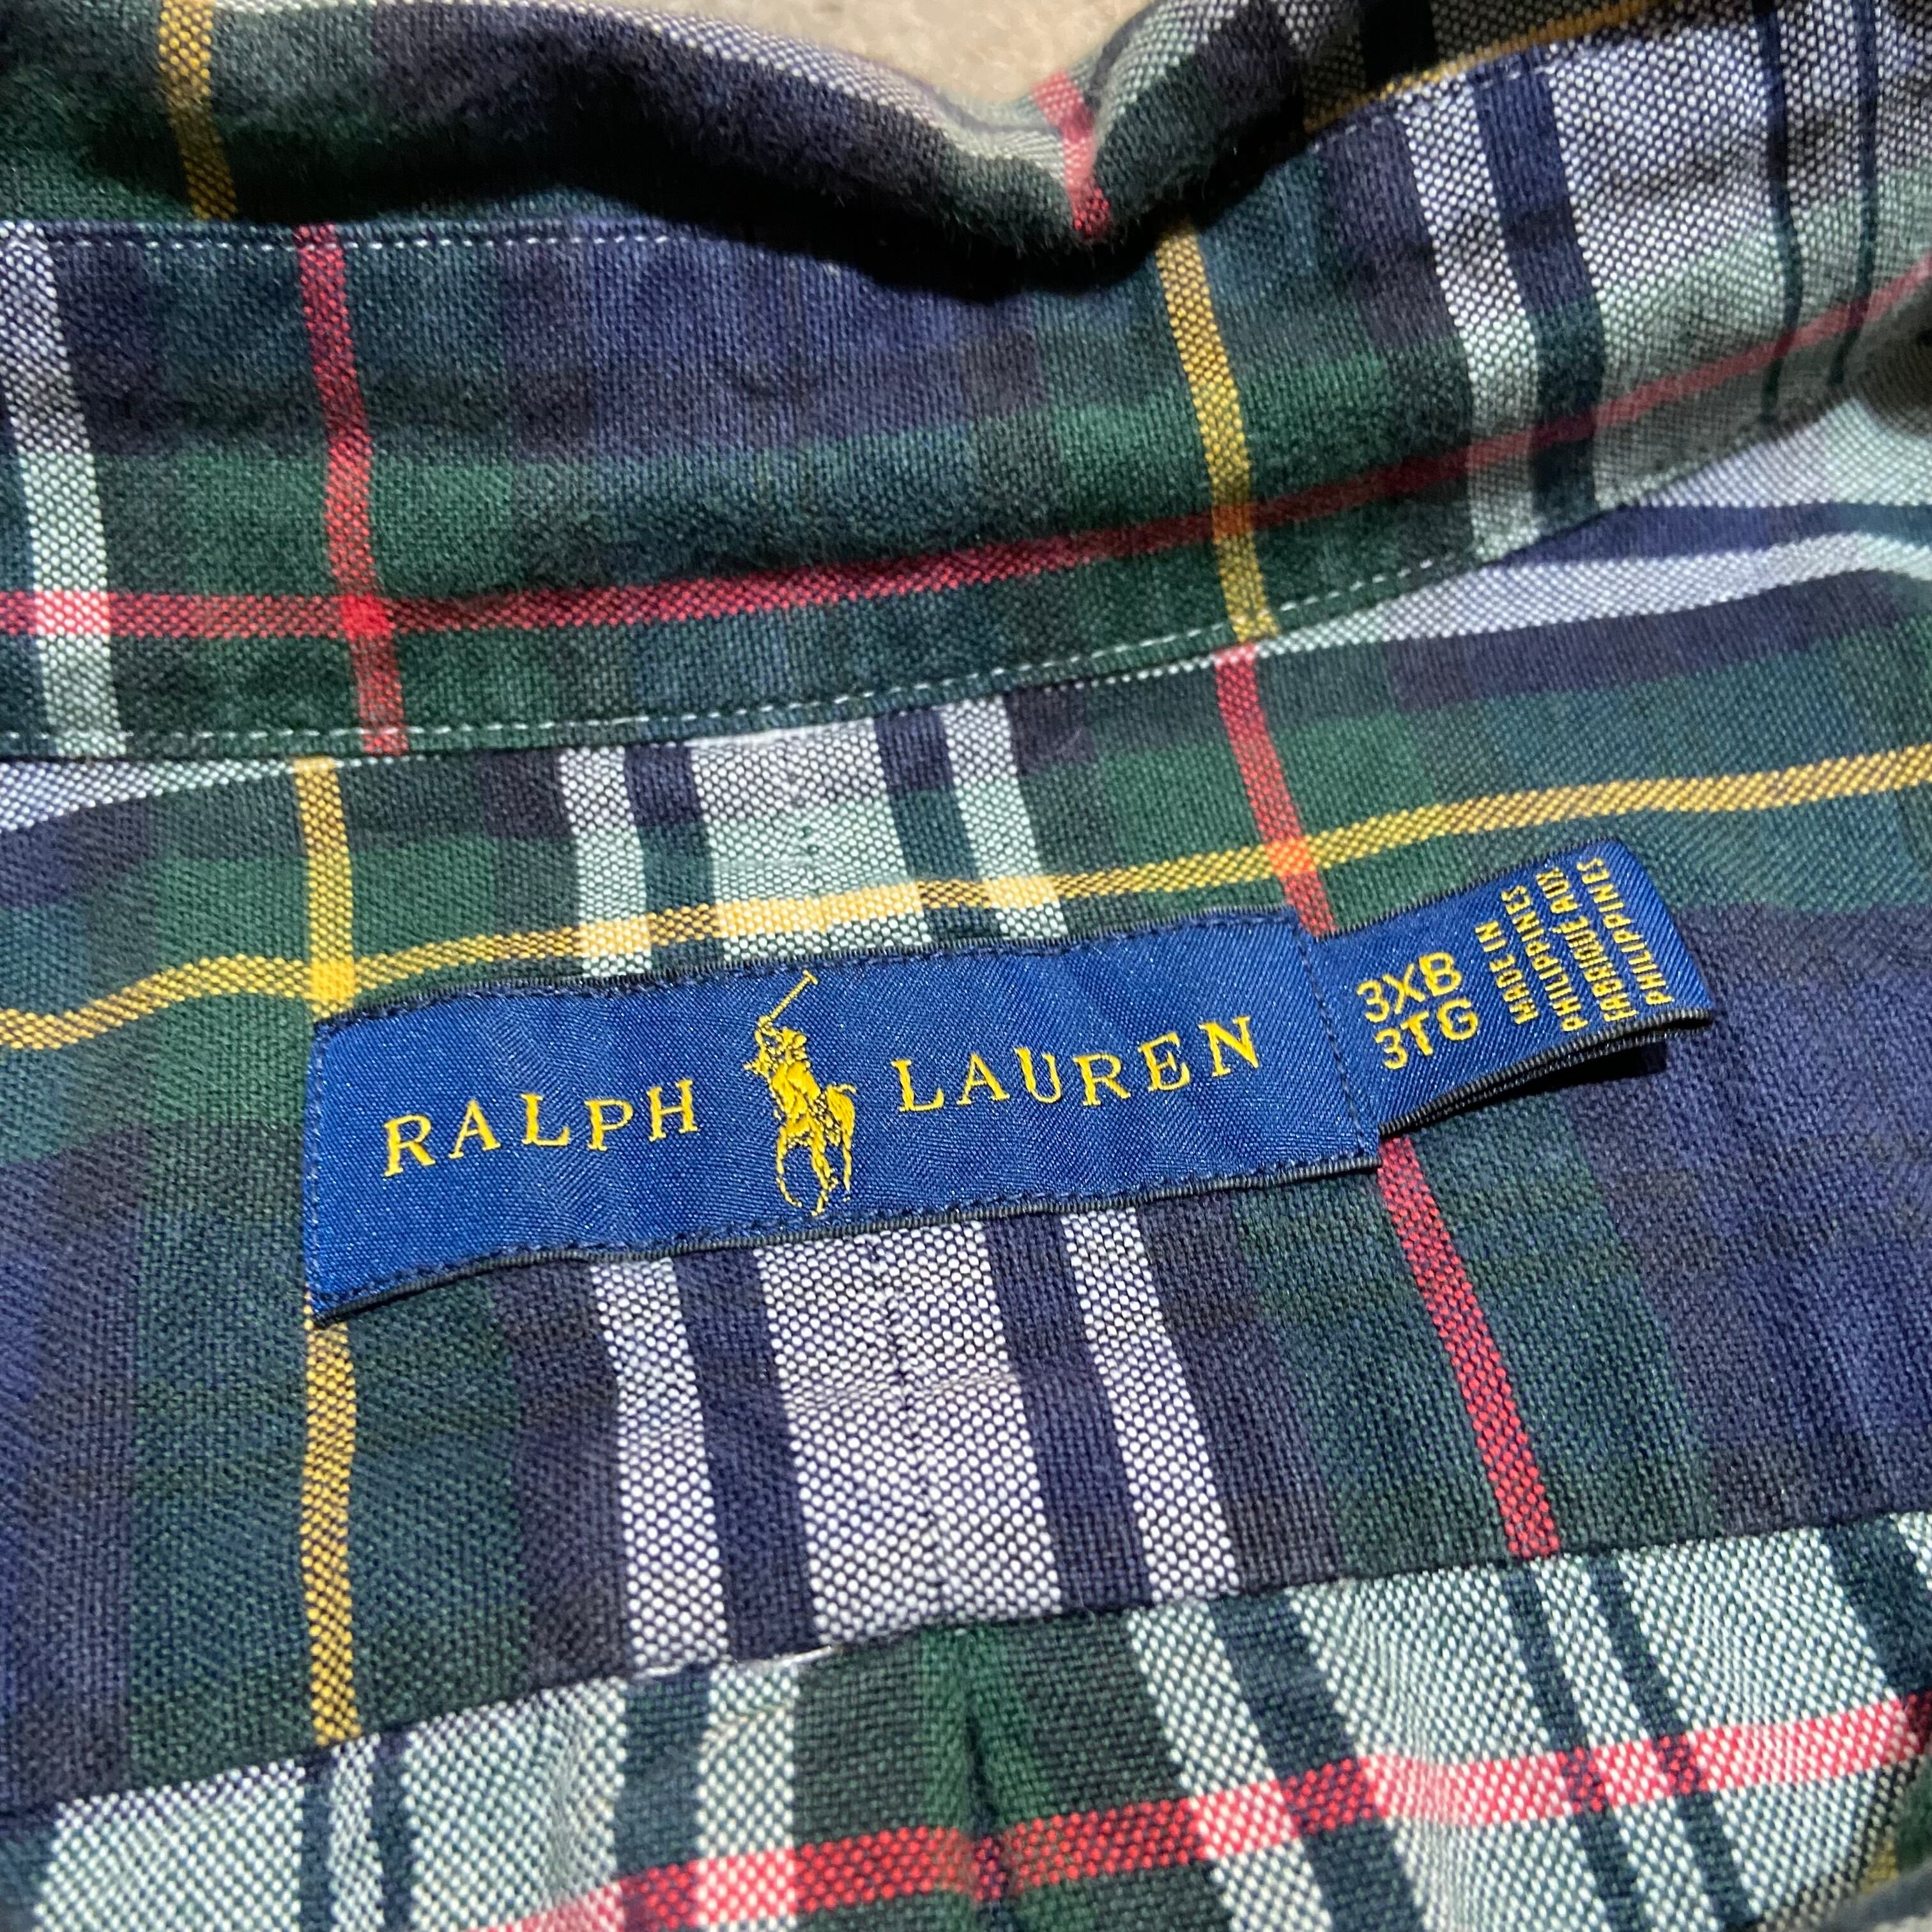 RALPH LAUREN
3XB
3TG
MADE IN
PHILIPPINES
FABRIQUÉ AUX
PHILIPPINES